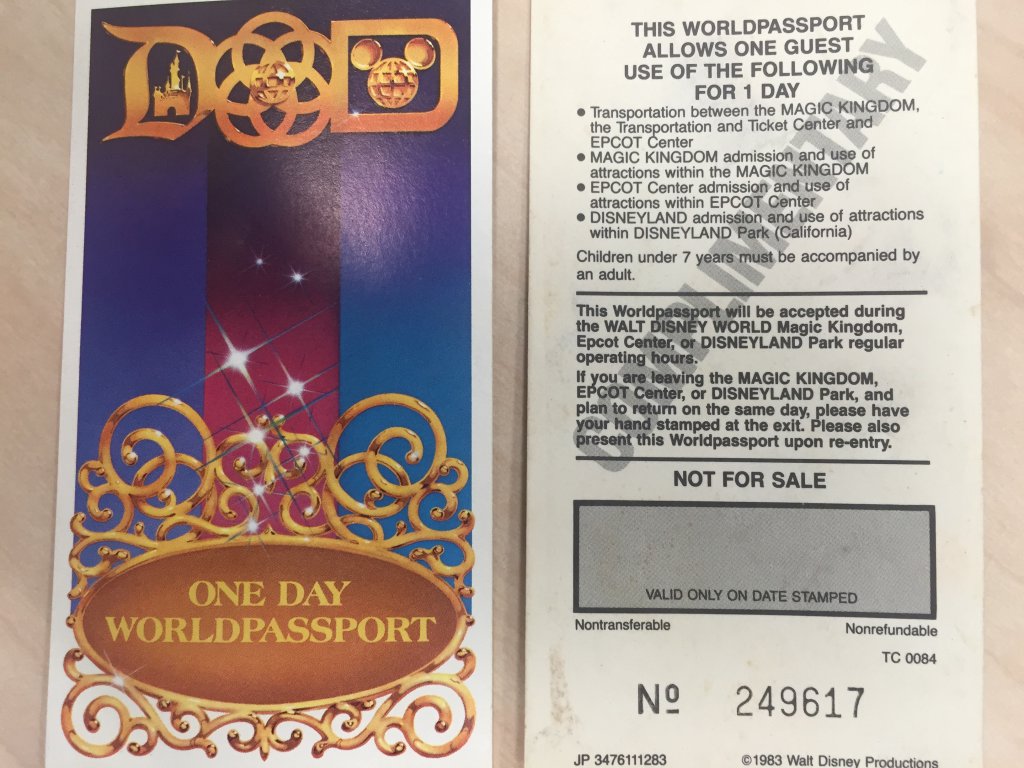 ONE DAY
WORLDPASSPORT
THIS WORLDPASSPORT
ALLOWS ONE GUEST
USE OF THE FOLLOWING
FOR 1 DAY
● Transportation between the MAGIC KINGDOM,
the Transportation and Ticket Center and
EPCOT Center
● MAGIC KINGDOM admission and use of
attractions within the MAGIC KINGDOM
● EPCOT Center admission and use of
attractions within EPCOT Center
● DISNEYLAND admission and use of attractions
within DISNEYLAND Park (California)
Children under 7 years must be accompanied by
an adult.
COMPLIMENTARY
This Worldpassport will be accepted during
the WALT DISNEY WORLD Magic Kingdom,
Epcot Center, or DISNEYLAND Park regular
operating hours.
If you are leaving the MAGIC KINGDOM,
EPCOT Center, or DISNEYLAND Park, and
plan to return on the same day, please have
your hand stamped at the exit. Please also
present this Worldpassport upon re-entry.
NOT FOR SALE
VALID ONLY ON DATE STAMPED
Nontransferable Nonrefundable
TC 0084
Nº 249617
JP 3476111283 ©1983 Walt Disney Productions